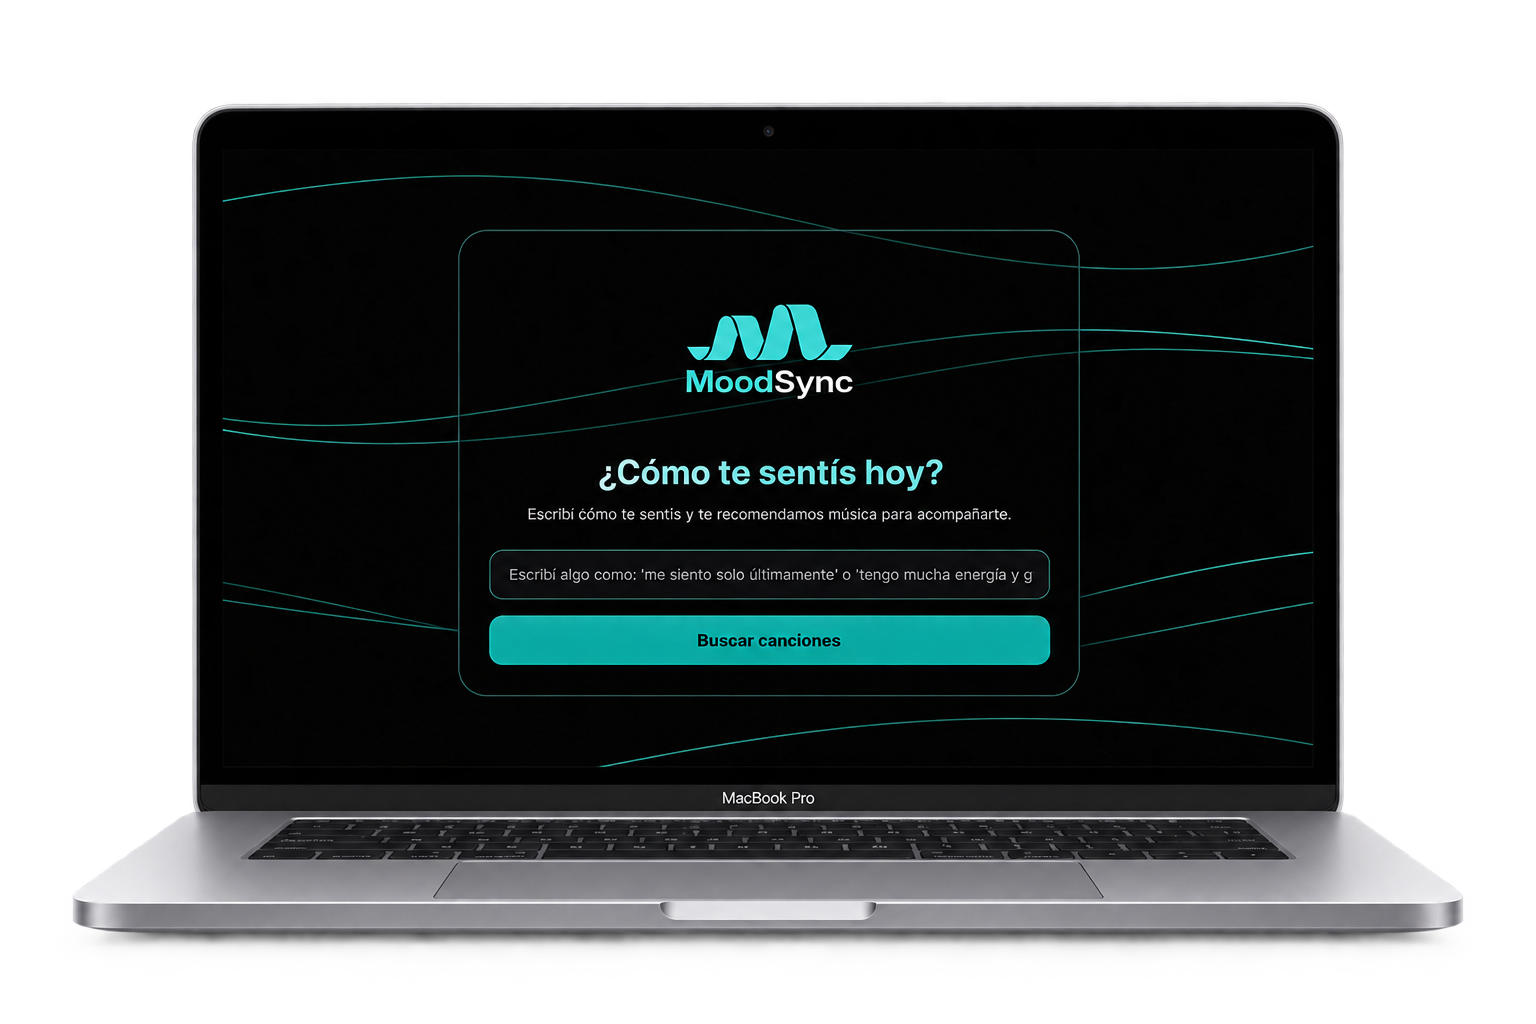 MoodSync
¿Cómo te sentís hoy?
Escribí cómo te sentis y te recomendamos música para acompañarte.
Escribí algo como: 'me siento solo últimamente' o 'tengo mucha energía y g
Buscar canciones
MacBook Pro